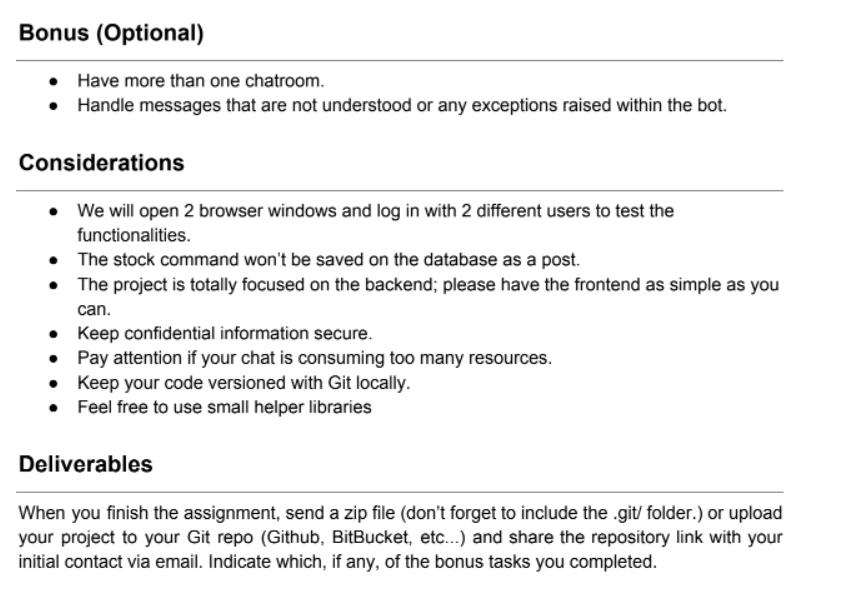 Bonus (Optional)
● Have more than one chatroom.
● Handle messages that are not understood or any exceptions raised within the bot.
Considerations
● We will open 2 browser windows and log in with 2 different users to test the
functionalities.
● The stock command won't be saved on the database as a post.
● The project is totally focused on the backend; please have the frontend as simple as you
can.
● Keep confidential information secure.
● Pay attention if your chat is consuming too many resources.
● Keep your code versioned with Git locally.
● Feel free to use small helper libraries
Deliverables
When you finish the assignment, send a zip file (don't forget to include the .git/ folder.) or upload
your project to your Git repo (Github, BitBucket, etc...) and share the repository link with your
initial contact via email. Indicate which, if any, of the bonus tasks you completed.